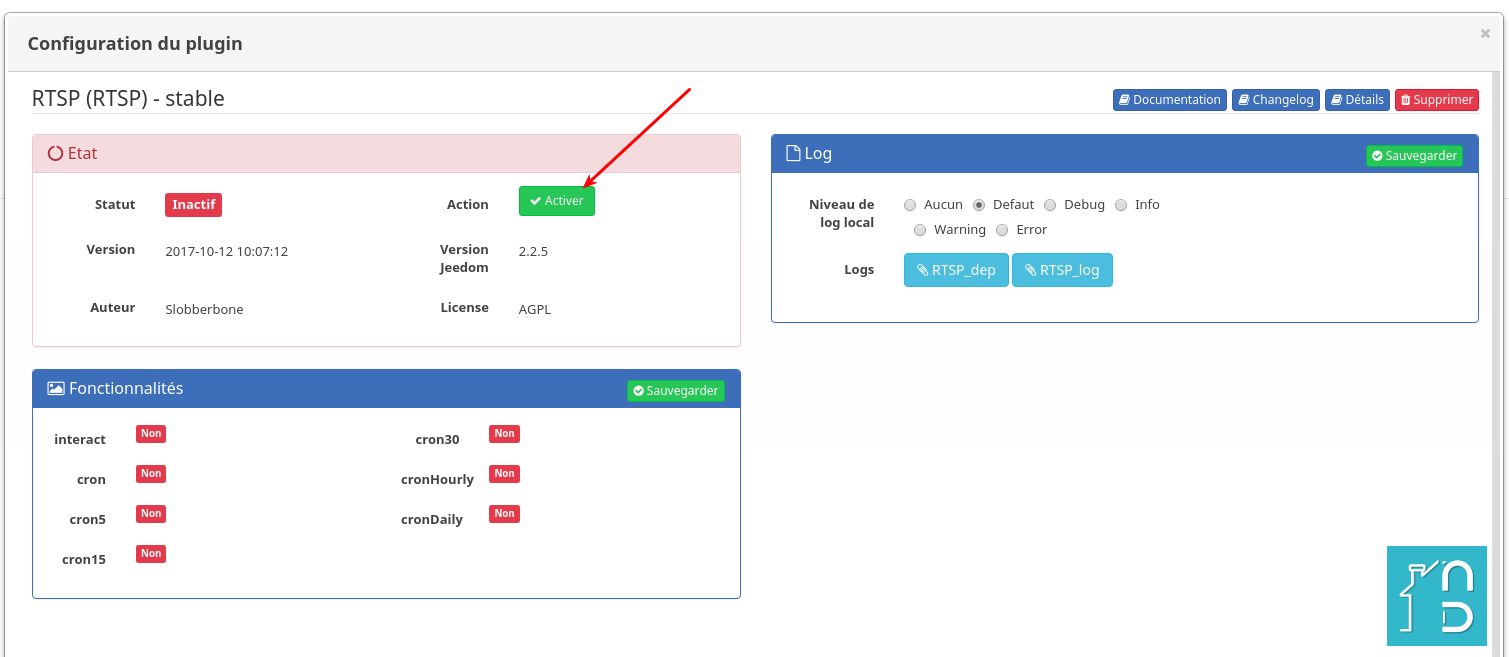 Configuration du plugin
RTSP (RTSP) - stable
Documentation
Changelog
Détails
Supprimer
Etat
Statut
Inactif
Action
Activer
Version
2017-10-12 10:07:12
Version
Jeedom
2.2.5
Auteur
Slobberbone
License
AGPL
Log
Sauvegarder
Niveau de
log local
Aucun
Defaut
Debug
Info
Warning
Error
Logs
RTSP_dep
RTSP_log
Fonctionnalités
Sauvegarder
interact
Non
cron30
Non
cron
Non
cronHourly
Non
cron5
Non
cronDaily
Non
cron15
Non